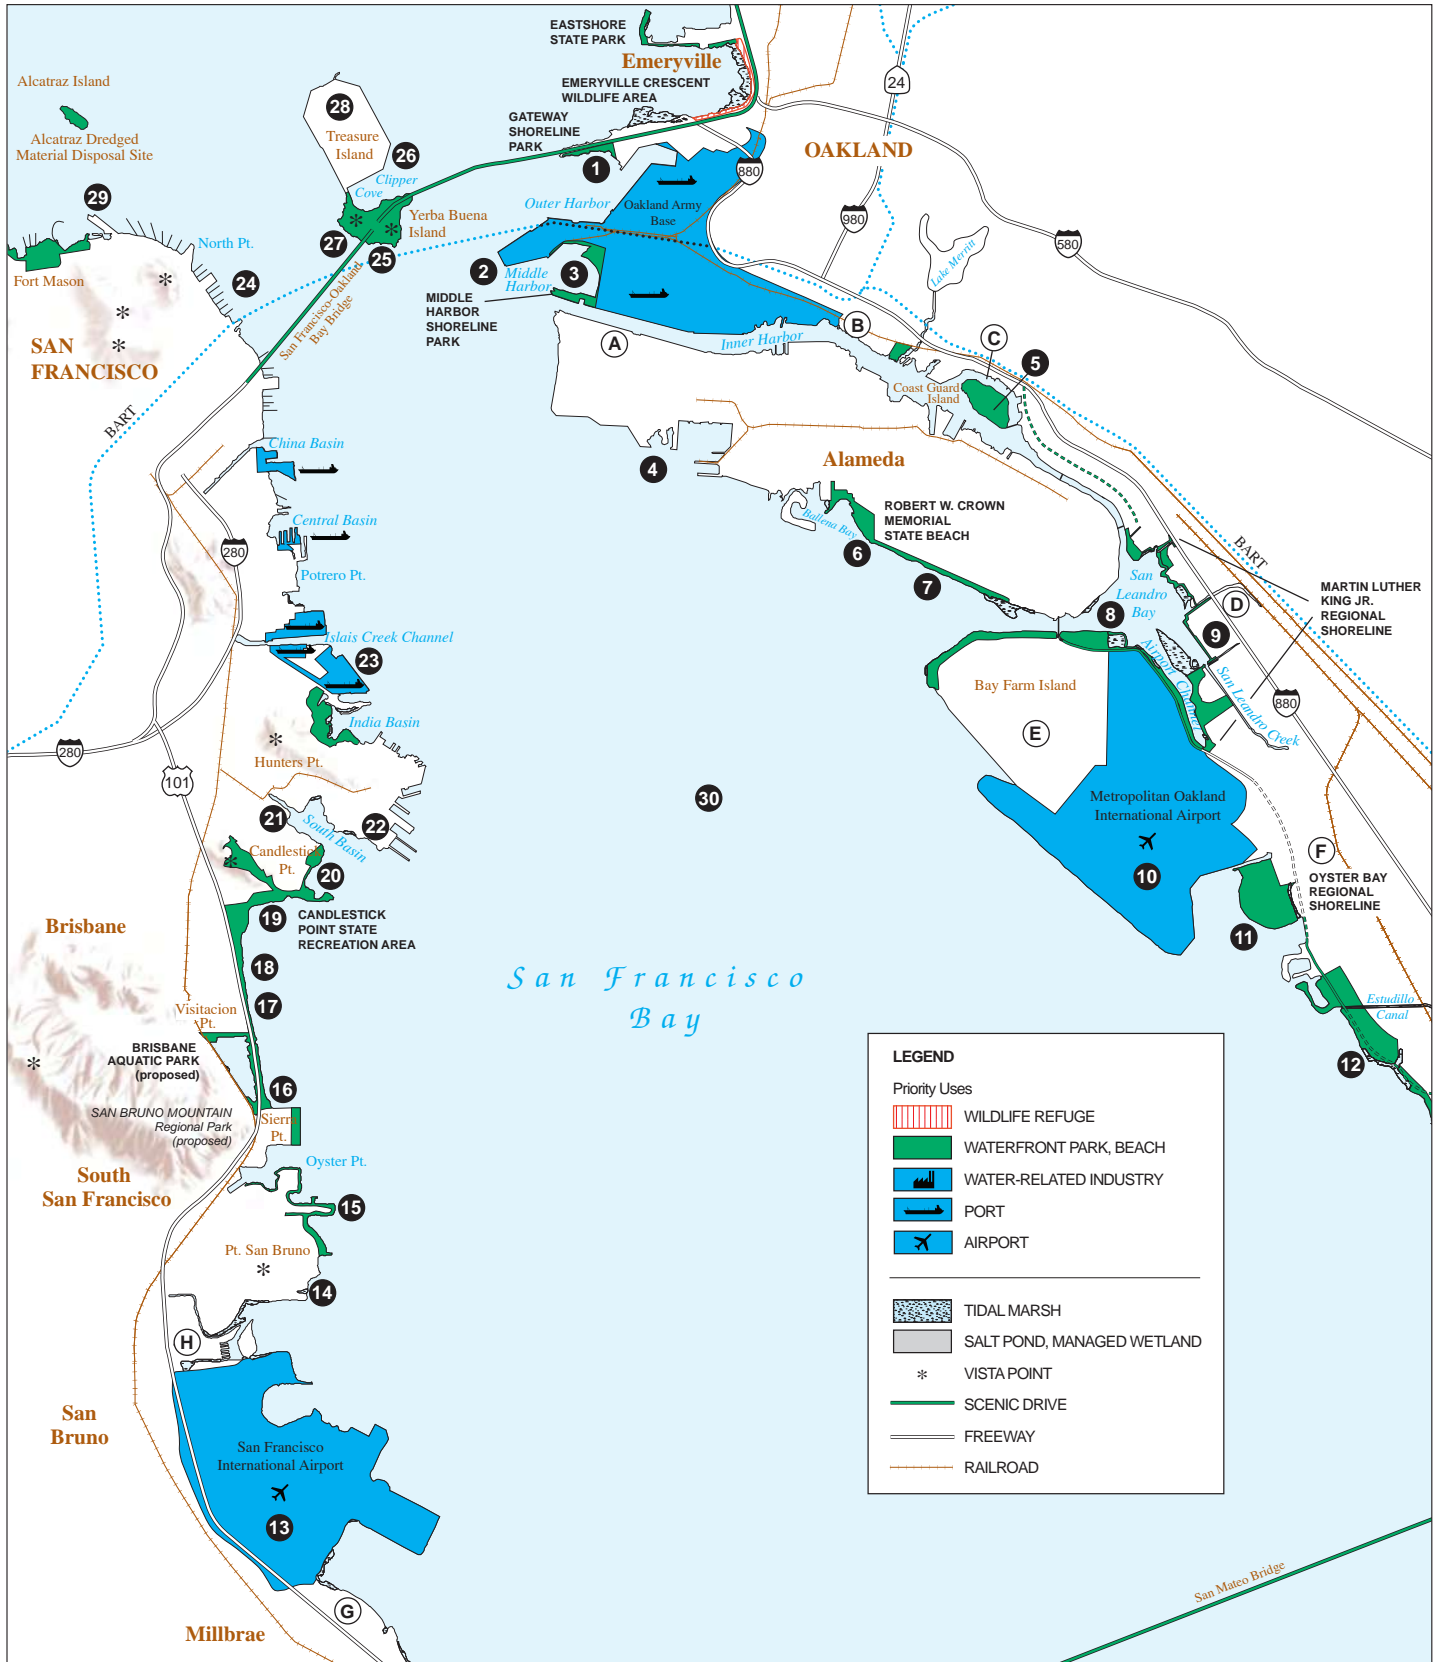 EASTSHORE
STATE PARK
Emeryville
EMERYVILLE CRESCENT
WILDLIFE AREA
GATEWAY
SHORELINE
PARK
24
OAKLAND
Alcatraz Island
Alcatraz Dredged
Material Disposal Site
28
Treasure
Island
26
Clipper
Cove
29
1
880
Outer Harbor
Oakland Army
Base
Yerba Buena
Island
North Pt.
27
25
24
980
580
Lake Merritt
Fort Mason
2
Middle
Harbor
3
MIDDLE
HARBOR
SHORELINE
PARK
San Francisco-Oakland
Bay Bridge
SAN
FRANCISCO
BART
A
Inner Harbor
B
C
5
Coast Guard
Island
China Basin
4
Alameda
ROBERT W. CROWN
MEMORIAL
STATE BEACH
Ballena Bay
6
7
Central Basin
280
Potrero Pt.
BART
San
Leandro
Bay
MARTIN LUTHER
KING JR.
REGIONAL
SHORELINE
D
8
9
Islais Creek Channel
23
Airport Channel
San Leandro Creek
Bay Farm Island
E
880
India Basin
280
101
Hunters Pt.
30
Metropolitan Oakland
International Airport
10
21
South Basin
22
Candlestick
Pt.
20
F
OYSTER BAY
REGIONAL
SHORELINE
11
19
CANDLESTICK
POINT STATE
RECREATION AREA
Brisbane
18
17
San Francisco
Bay
Visitacion
Pt.
Estudillo
Canal
12
BRISBANE
AQUATIC PARK
(proposed)
16
SAN BRUNO MOUNTAIN
Regional Park
(proposed)
Sierra
Pt.
Oyster Pt.
South
San Francisco
15
Pt. San Bruno
14
H
San
Bruno
San Francisco
International Airport
13
G
Millbrae
San Mateo Bridge
LEGEND
Priority Uses
WILDLIFE REFUGE
WATERFRONT PARK, BEACH
WATER-RELATED INDUSTRY
PORT
AIRPORT
TIDAL MARSH
SALT POND, MANAGED WETLAND
VISTA POINT
SCENIC DRIVE
FREEWAY
RAILROAD